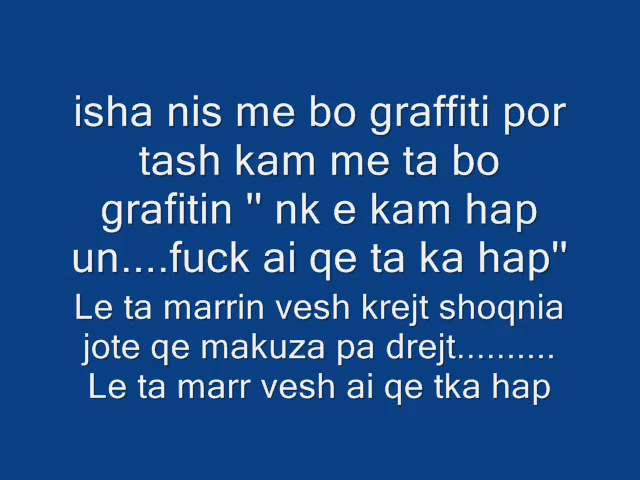 isha nis me bo graffiti por
tash kam me ta bo
grafitin " nk e kam hap
un....fuck ai qe ta ka hap"
Le ta marrin vesh krejt shoqnia
jote qe makuza pa drejt..........
Le ta marr vesh ai qe tka hap